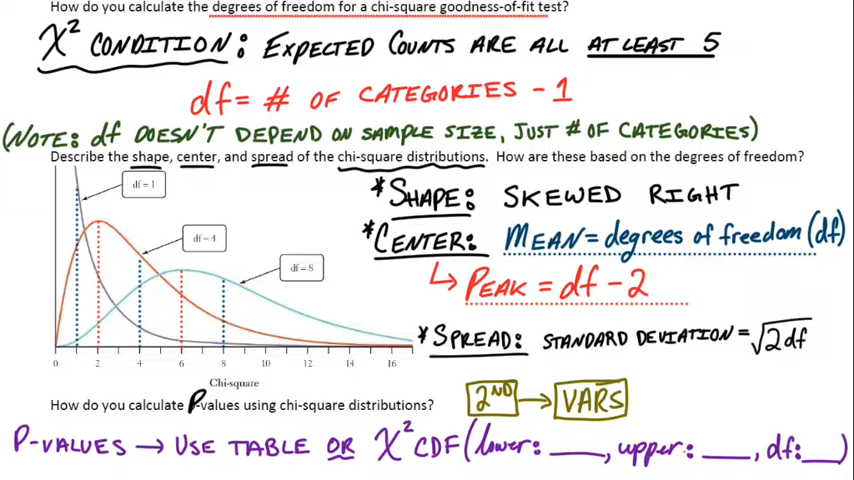 How do you calculate the degrees of freedom for a chi-square goodness-of-fit test?
χ² CONDITION: EXPECTED COUNTS ARE ALL AT LEAST 5
df = # OF CATEGORIES - 1
(NOTE: df DOESN'T DEPEND ON SAMPLE SIZE, JUST # OF CATEGORIES)
Describe the shape, center, and spread of the chi-square distributions. How are these based on the degrees of freedom?
df = 1
df = 4
df = 8
0 2 4 6 8 10 12 14 16
Chi-square
*SHAPE: SKEWED RIGHT
*CENTER: MEAN = degrees of freedom (df)
↳ PEAK = df - 2
*SPREAD: STANDARD DEVIATION = √2df
How do you calculate P-values using chi-square distributions?
2ND → VARS
P-VALUES → USE TABLE OR χ²CDF(lower: ___, upper: ___, df: ___)